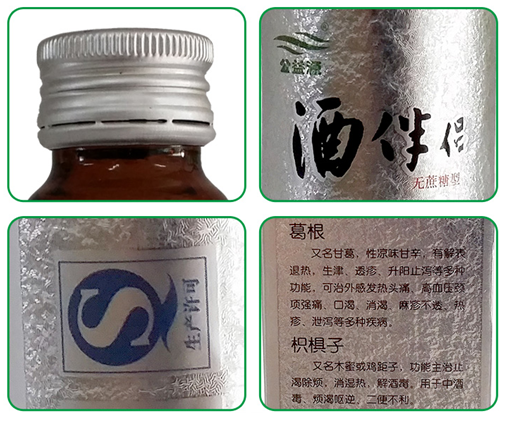 公益源
酒伴侣
无蔗糖型
生产许可
葛根
又名甘葛，性凉味甘辛，有解表
退热，生津、透疹、升阳止泻等多种
功能，可治外感发热头痛、高血压颈
项强痛、口渴、消渴、麻疹不透、热
疹、泄泻等多种疾病。
枳椇子
又名木蜜或鸡距子，功能主治止
渴除烦，消湿热，解酒毒，用于中酒
毒、烦渴呕逆、二便不利。